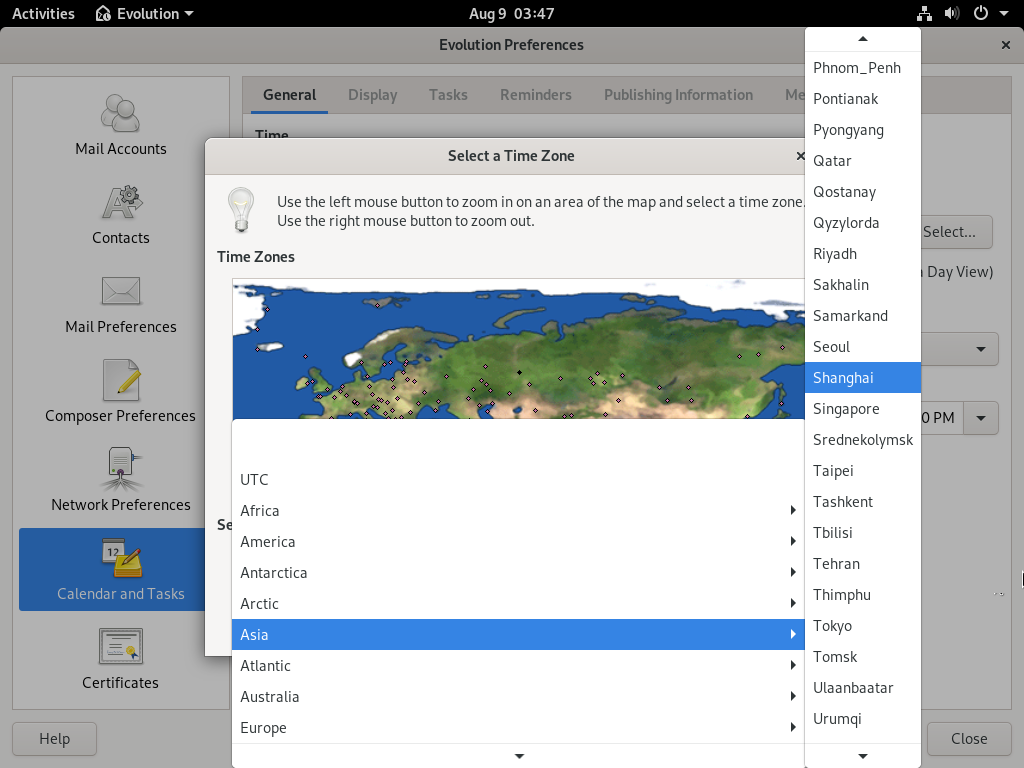 Activities
Evolution
Aug 9 03:47
Evolution Preferences
Mail Accounts
Contacts
Mail Preferences
Composer Preferences
Network Preferences
12
Calendar and Tasks
Certificates
Help
General
Display
Tasks
Reminders
Publishing Information
Me
Time
Select...
Day View)
0 PM
Close
Select a Time Zone
Use the left mouse button to zoom in on an area of the map and select a time zone.
Use the right mouse button to zoom out.
Time Zones
Se
UTC
Africa
America
Antarctica
Arctic
Asia
Atlantic
Australia
Europe
Phnom_Penh
Pontianak
Pyongyang
Qatar
Qostanay
Qyzylorda
Riyadh
Sakhalin
Samarkand
Seoul
Shanghai
Singapore
Srednekolymsk
Taipei
Tashkent
Tbilisi
Tehran
Thimphu
Tokyo
Tomsk
Ulaanbaatar
Urumqi